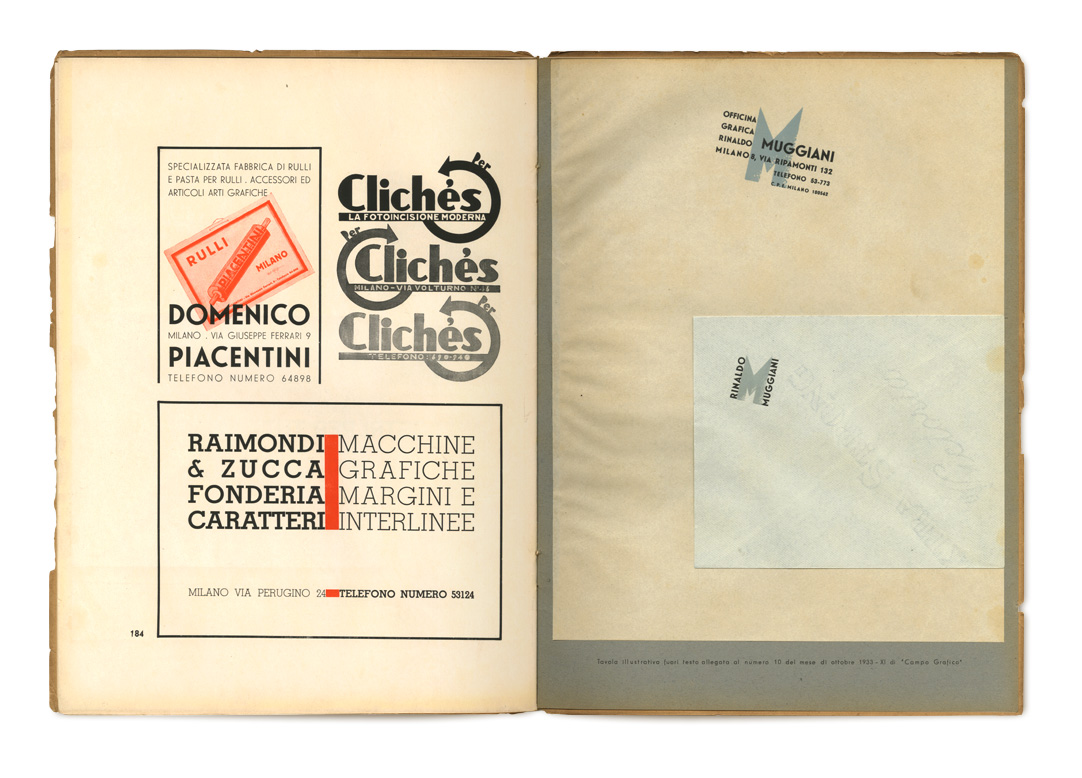 SPECIALIZZATA FABBRICA DI RULLI
E PASTA PER RULLI . ACCESSORI ED
ARTICOLI ARTI GRAFICHE .
RULLI
PIACENTINI
MILANO
DOMENICO
MILANO . VIA GIUSEPPE FERRARI 9
PIACENTINI
TELEFONO NUMERO 64898
Per
Clichés
LA FOTOINCISIONE MODERNA
Per
Clichés
MILANO-VIA VOLTURNO
Per
Clichés
TELEFONO:
RAIMONDI MACCHINE
& ZUCCA GRAFICHE
FONDERIA MARGINI E
CARATTERI INTERLINEE
MILANO VIA PERUGINO 24 TELEFONO NUMERO 53124
184
M
OFFICINA
GRAFICA
RINALDO MUGGIANI
MILANO 8, VIA RIPAMONTI 132
TELEFONO 53-773
C.P.E. MILANO
M
RINALDO
MUGGIANI
Tavola illustrativa fuori testo allegata al numero 10 del mese di ottobre 1933 - XI di "Campo Grafico"